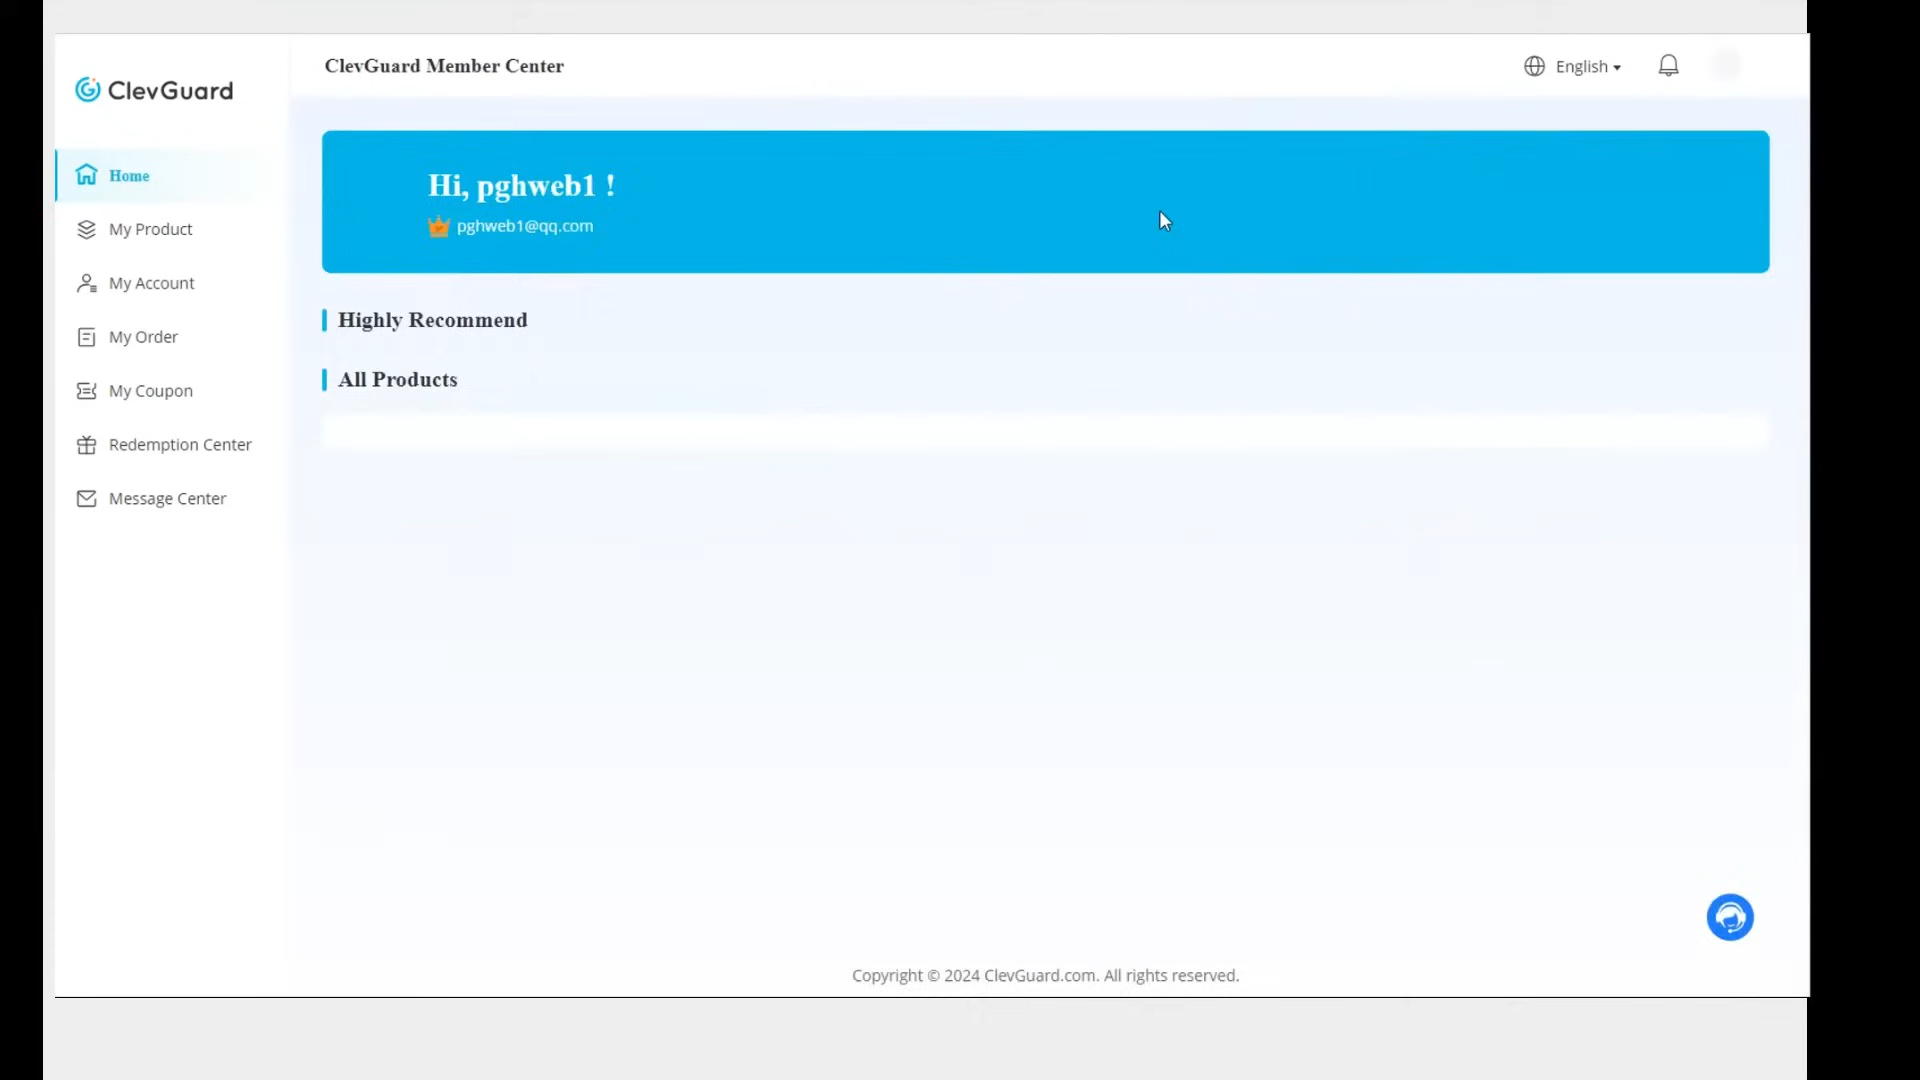 ClevGuard
ClevGuard Member Center
English
Home
My Product
My Account
My Order
My Coupon
Redemption Center
Message Center
Hi, pghweb1 !
pghweb1@qq.com
Highly Recommend
All Products
Copyright © 2024 ClevGuard.com. All rights reserved.